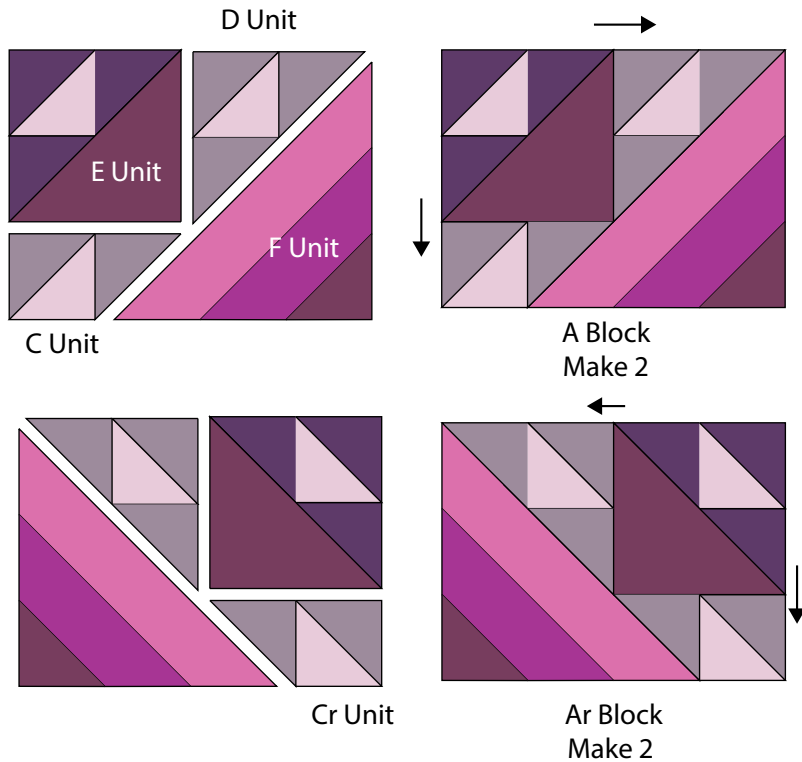 D Unit
E Unit
F Unit
C Unit
A Block
Make 2
Cr Unit
Ar Block
Make 2